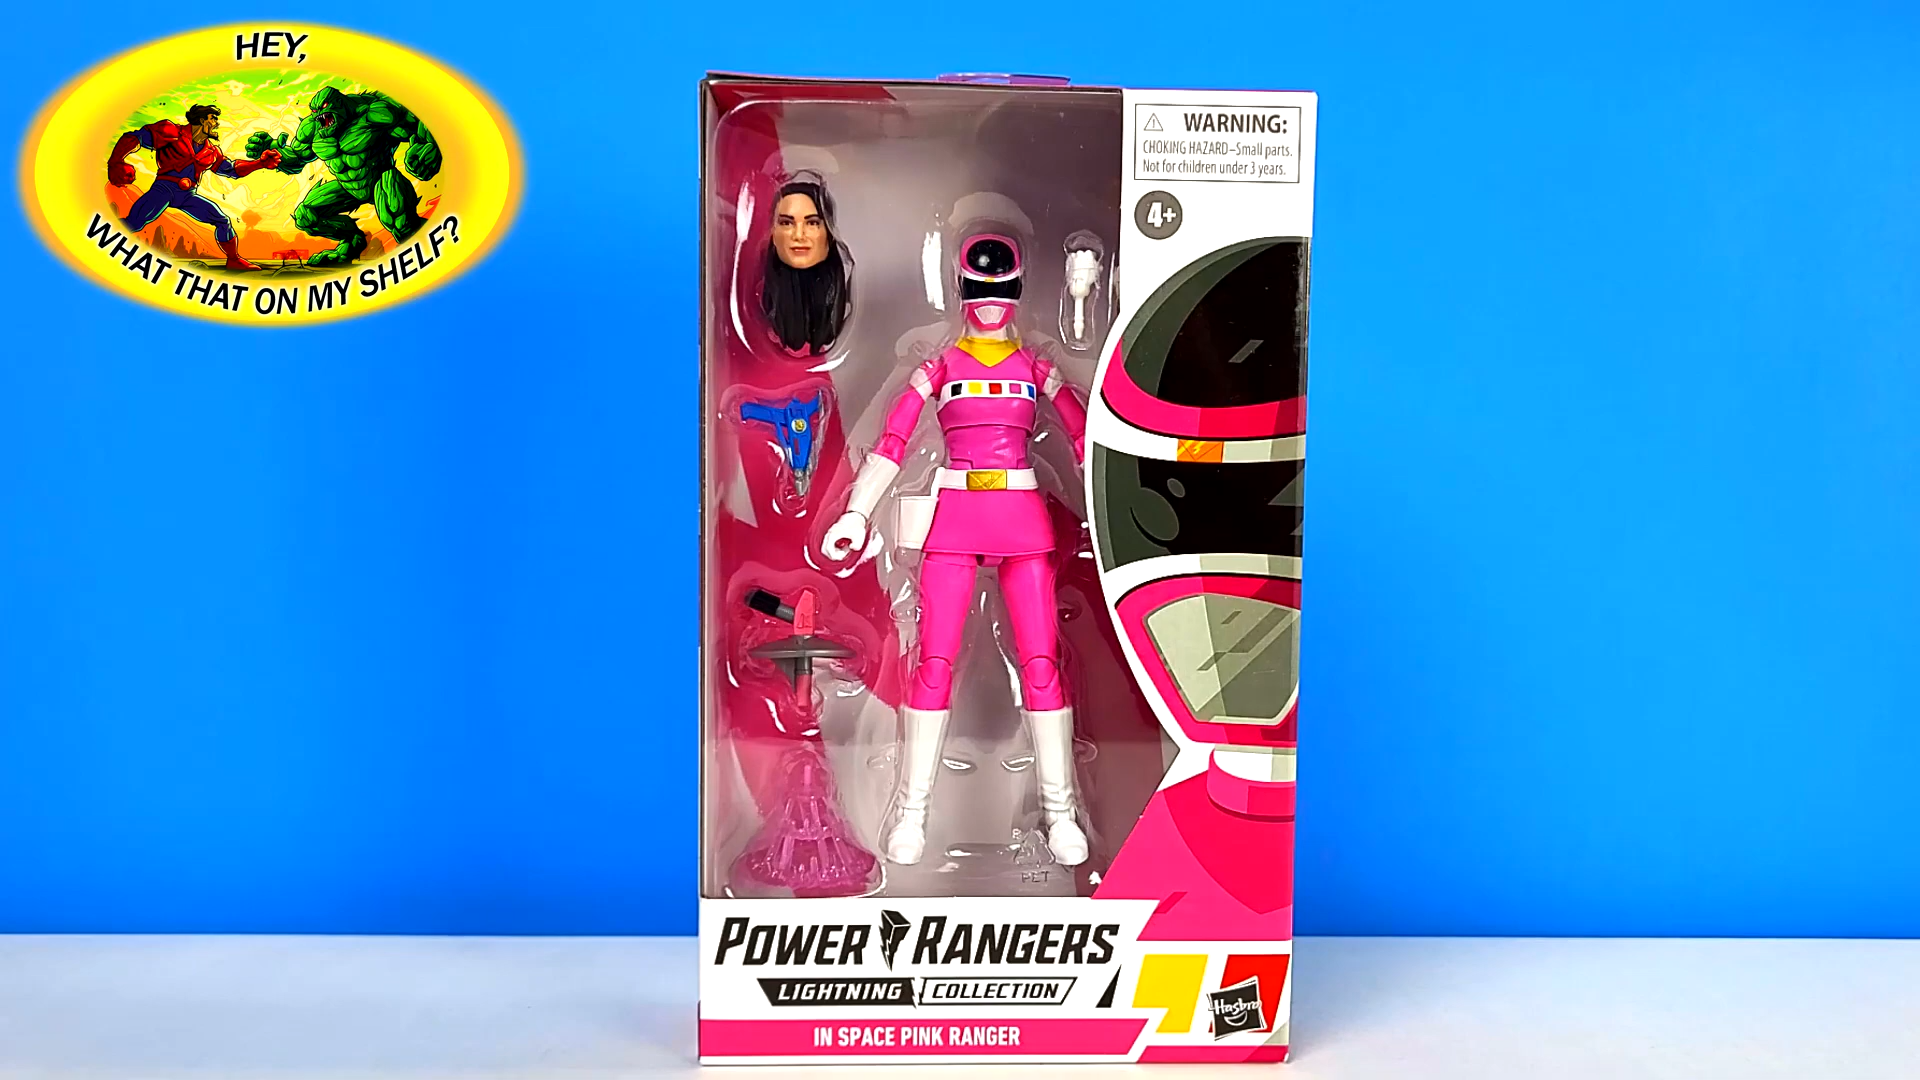 HEY,
WHAT THAT ON MY SHELF?
WARNING:
CHOKING HAZARD–Small parts.
Not for children under 3 years.
4+
PET
POWER RANGERS
LIGHTNING COLLECTION
Hasbro
IN SPACE PINK RANGER